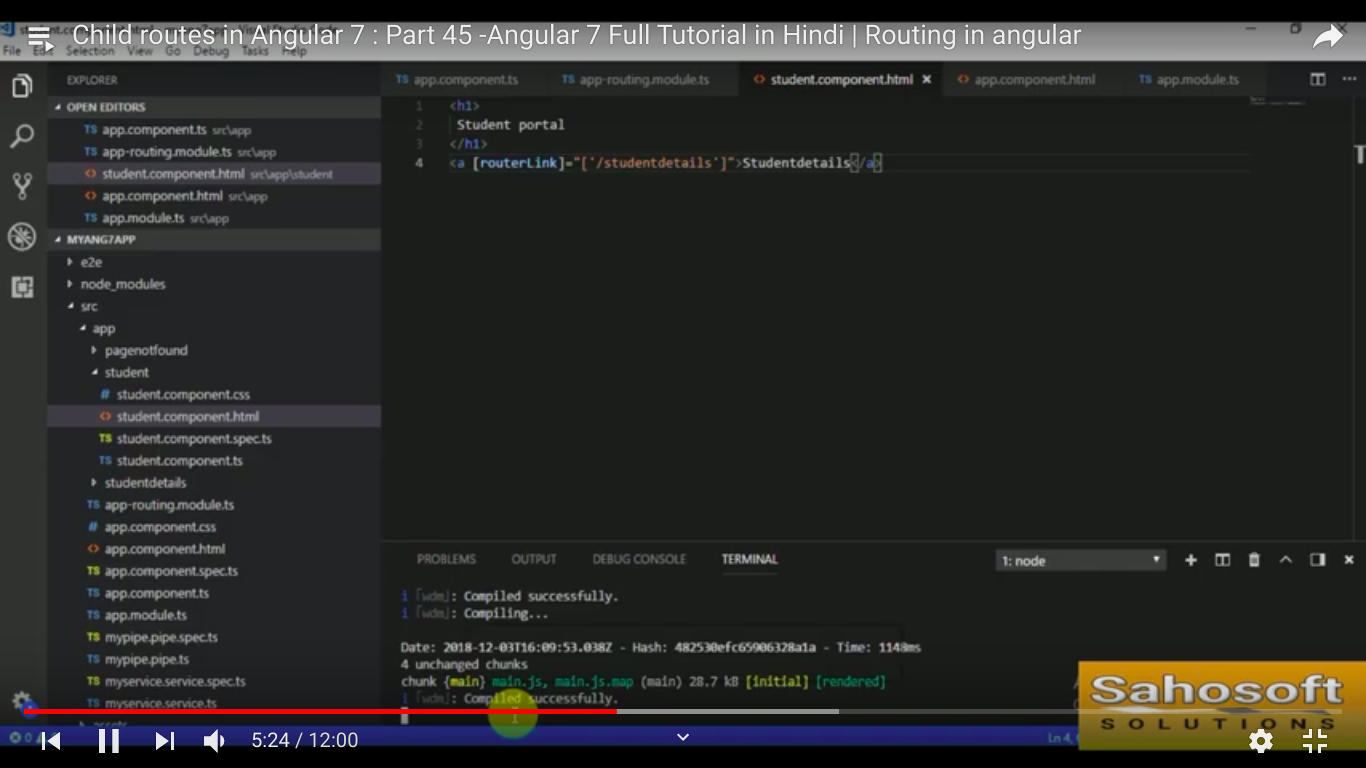 Child routes in Angular 7 : Part 45 -Angular 7 Full Tutorial in Hindi | Routing in angular
File Edit Selection View Go Debug Tasks Help
EXPLORER
OPEN EDITORS
TS app.component.ts src\app
TS app-routing.module.ts src\app
<> student.component.html src\app\student
<> app.component.html src\app
TS app.module.ts src\app
MYANG7APP
e2e
node_modules
src
app
pagenotfound
student
# student.component.css
<> student.component.html
TS student.component.spec.ts
TS student.component.ts
studentdetails
TS app-routing.module.ts
# app.component.css
<> app.component.html
TS app.component.spec.ts
TS app.component.ts
TS app.module.ts
TS mypipe.pipe.spec.ts
TS mypipe.pipe.ts
TS myservice.service.spec.ts
TS myservice.service.ts
assets
TS app.component.ts TS app-routing.module.ts <> student.component.html × <> app.component.html TS app.module.ts
1 <h1>
2 Student portal
3 </h1>
4 <a [routerLink]="['/studentdetails']">Studentdetails</a>
PROBLEMS OUTPUT DEBUG CONSOLE TERMINAL 1: node
i ｢wdm｣: Compiled successfully.
i ｢wdm｣: Compiling...
Date: 2018-12-03T16:09:53.038Z - Hash: 482530efc65906328a1a - Time: 1148ms
4 unchanged chunks
chunk {main} main.js, main.js.map (main) 28.7 kB [initial] [rendered]
i ｢wdm｣: Compiled successfully.
Sahosoft
SOLUTIONS
0
Ln 4,
5:24 / 12:00